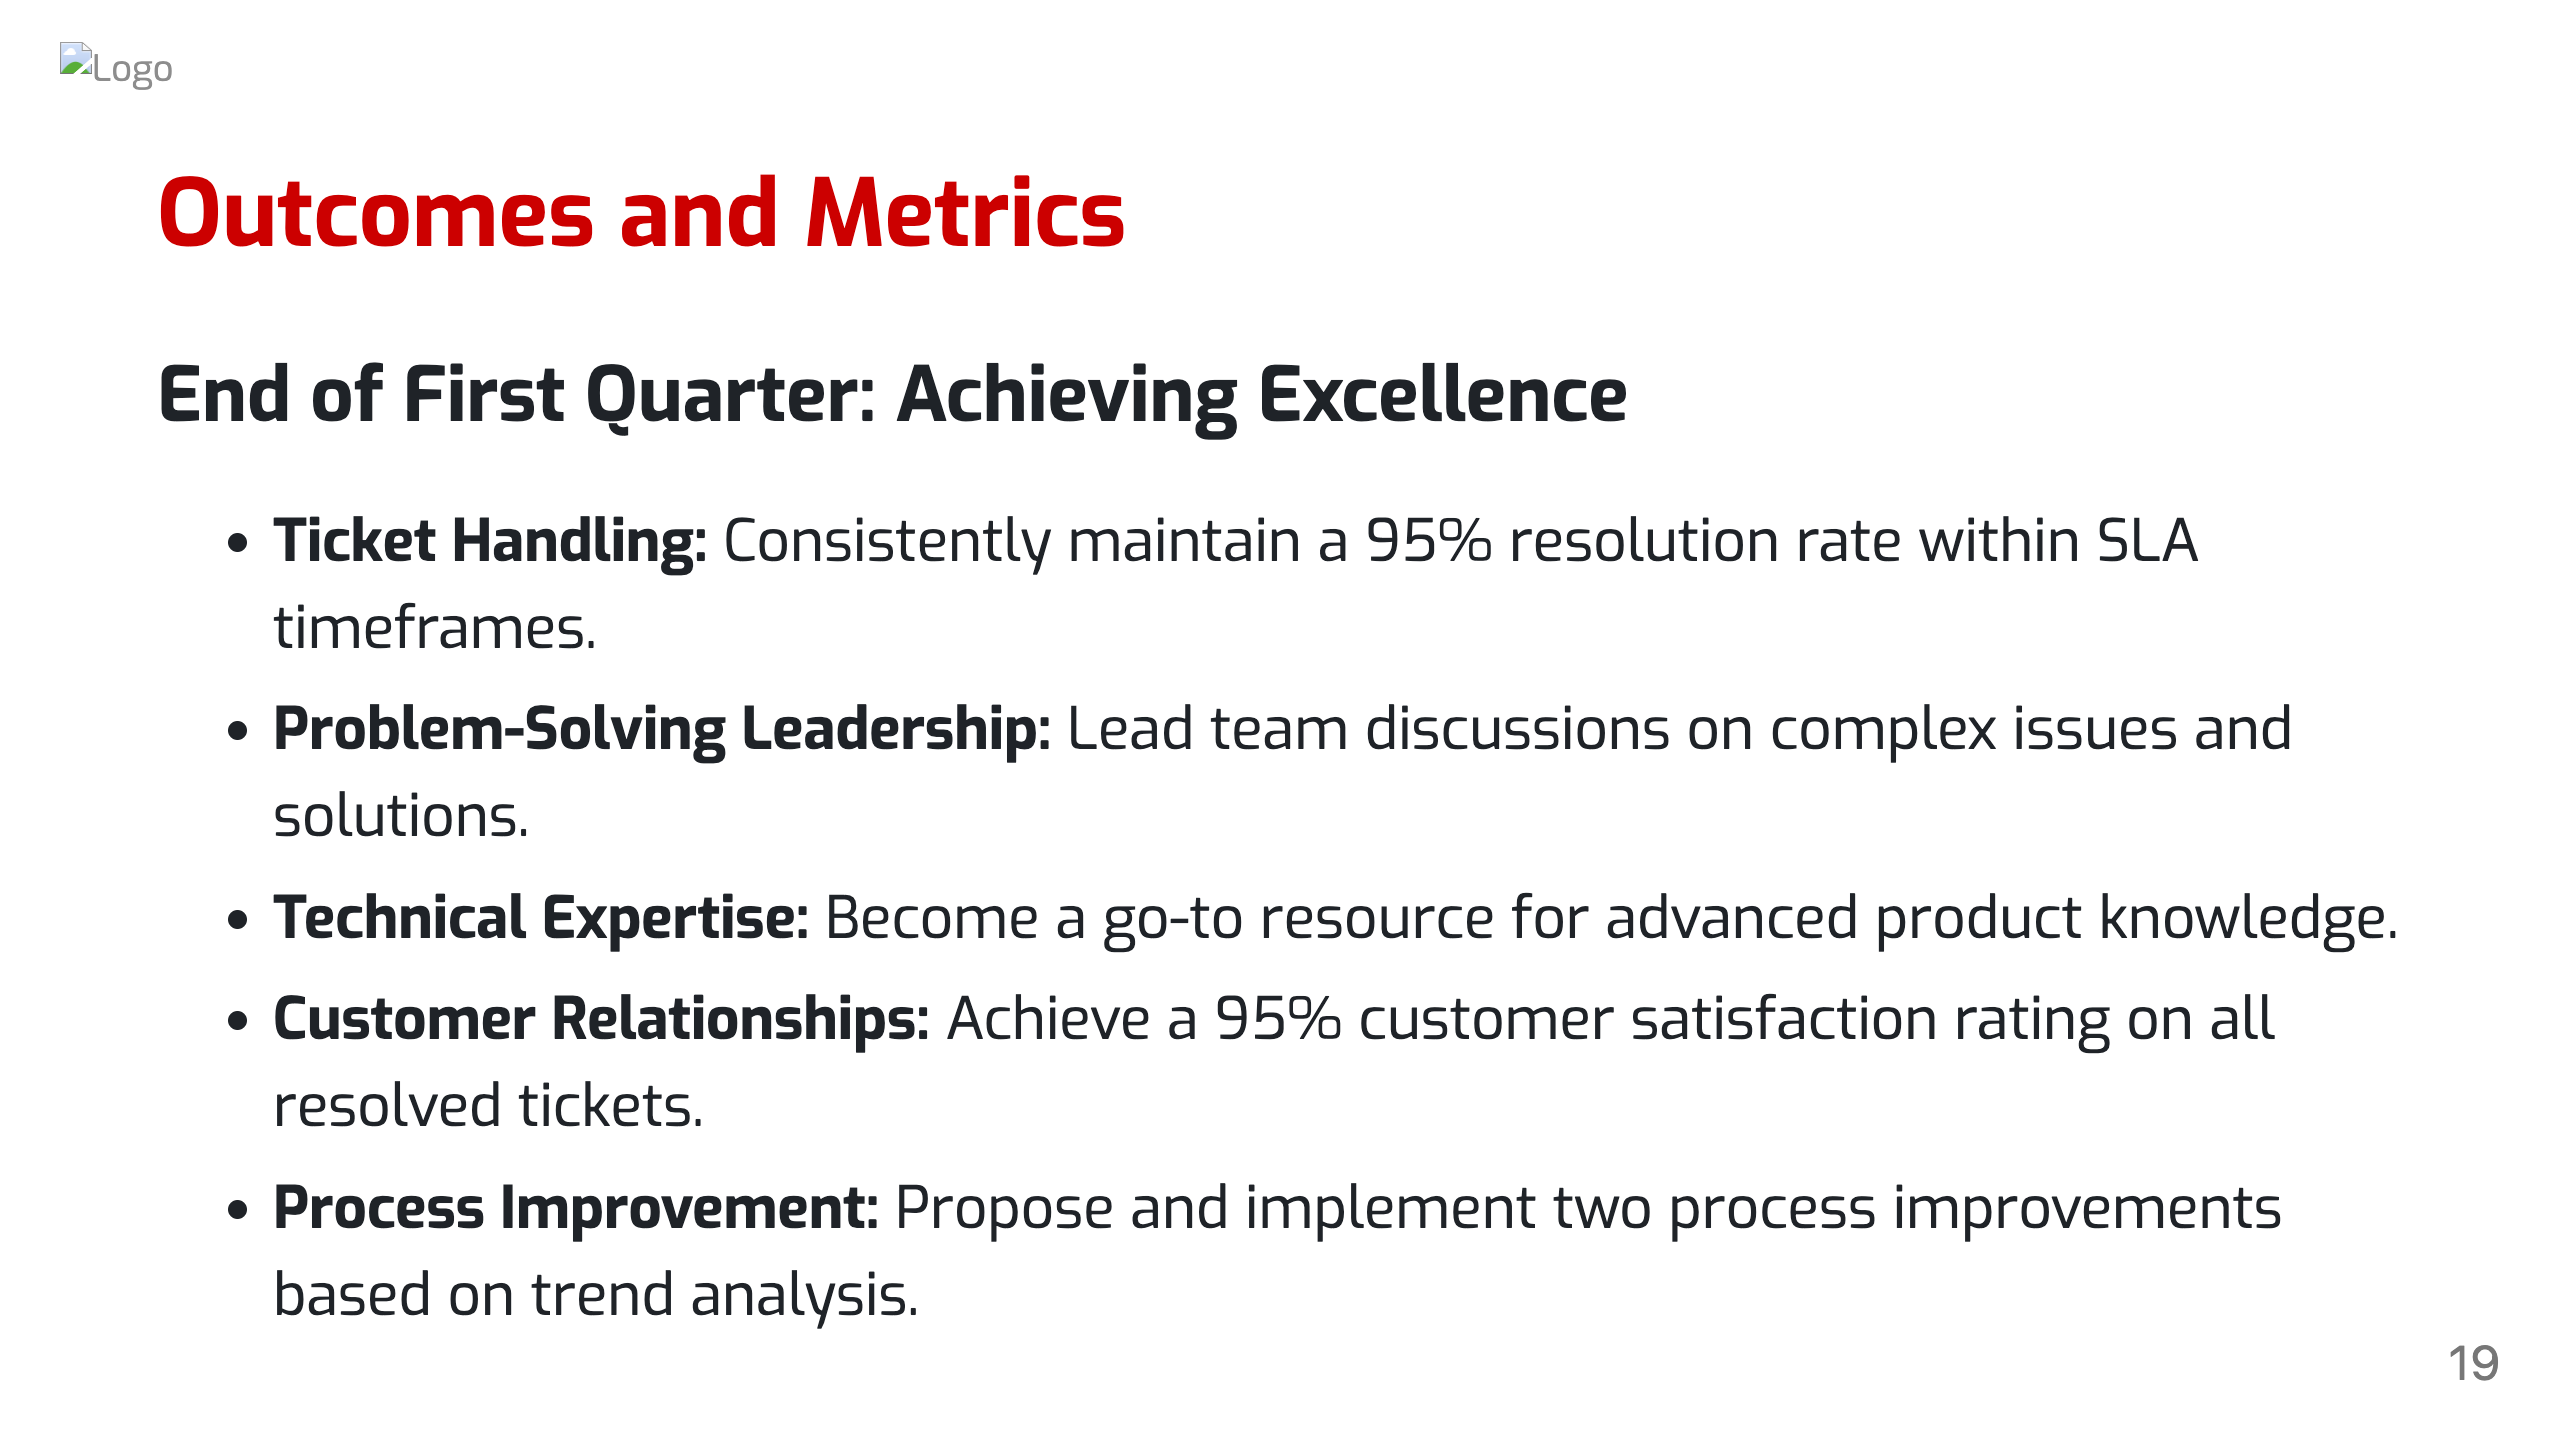 Logo
Outcomes and Metrics
End of First Quarter: Achieving Excellence
• Ticket Handling: Consistently maintain a 95% resolution rate within SLA
timeframes.
• Problem-Solving Leadership: Lead team discussions on complex issues and
solutions.
• Technical Expertise: Become a go-to resource for advanced product knowledge.
• Customer Relationships: Achieve a 95% customer satisfaction rating on all
resolved tickets.
• Process Improvement: Propose and implement two process improvements
based on trend analysis.
19